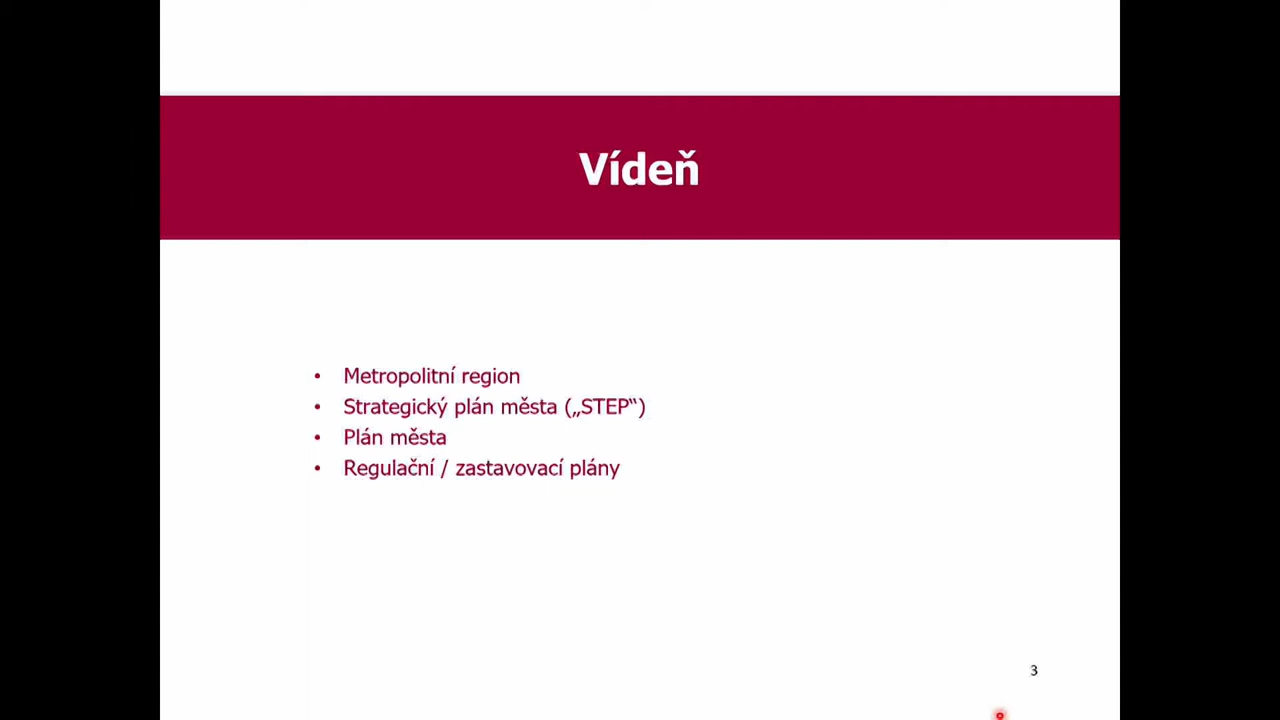 Vídeň
• Metropolitní region
• Strategický plán města („STEP“)
• Plán města
• Regulační / zastavovací plány
3